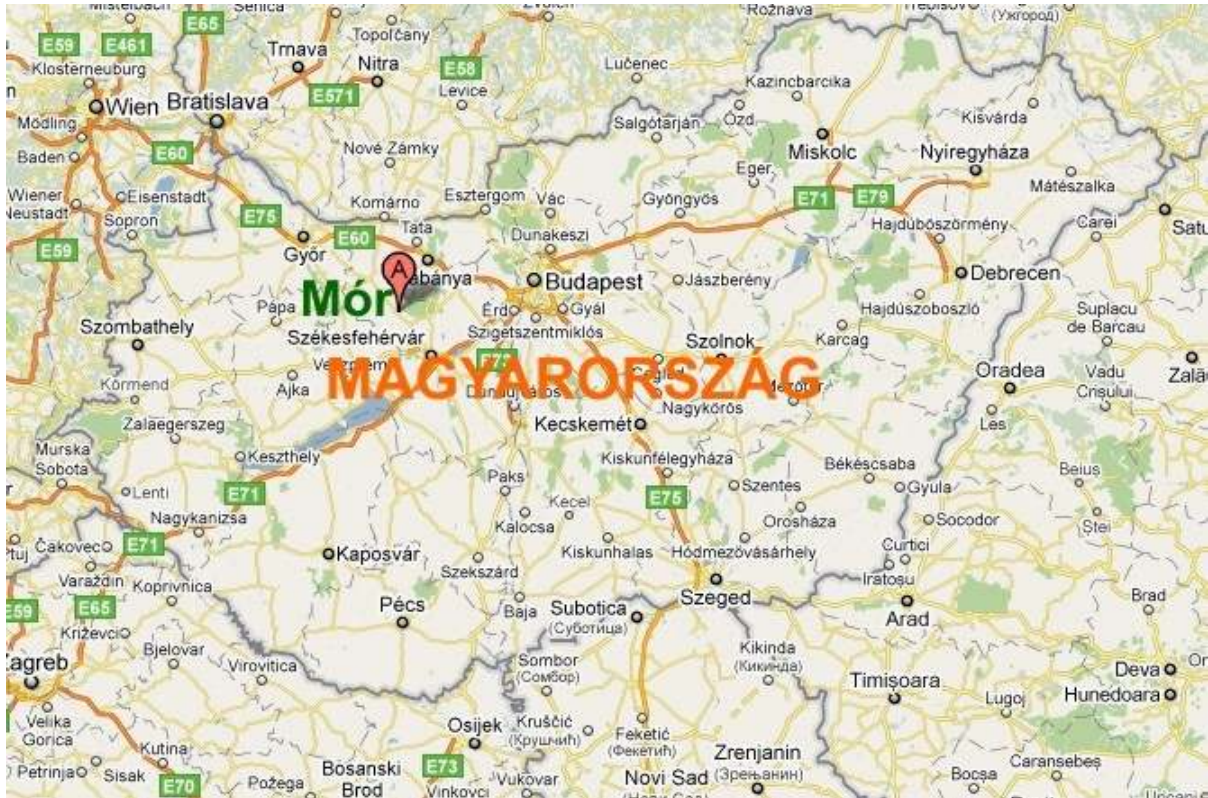 Mistelbach
E65
Senica
Topoľčany
Rožnava
(Ужгород)
E59
E461
Trnava
Nitra
E58
Lučenec
Klosterneuburg
E571
Levice
Kazincbarcika
Wien
Bratislava
Salgótarján
Ózd
Kisvárda
Mödling
Baden
E60
Nové Zámky
Miskolc
Nyíregyháza
Eger
Wiener
Neustadt
Eisenstadt
Esztergom
Vác
Gyöngyös
E71
E79
Mátészalka
Sopron
E75
Komárno
Dunakeszi
Hajdúböszörmény
Carei
Satu
E59
Győr
E60
Tata
A
abánya
Budapest
Jászberény
Debrecen
Mór
Pápa
Érd
Gyál
Hajdúszoboszló
Suplacu
de Barcau
Szombathely
Székesfehérvár
Szigetszentmiklós
Szolnok
Karcag
MAGYARORSZÁG
Oradea
Körmend
Ajka
Vadu
Crișului
Zalaegerszeg
Kecskemét
Nagykőrös
Les
Murska
Sobota
Keszthely
Kiskunfélegyháza
Békéscsaba
Beius
Lenti
E71
Paks
E75
Szentes
Gyula
Nagykanizsa
Kecel
Kalocsa
Orosháza
Socodor
Stei
Ptuj
Čakovec
E71
Kaposvár
Kiskunhalas
Hódmezővásárhely
Curtici
Varaždin
Koprivnica
Szekszárd
Iratoșu
E59
E65
Pécs
Baja
Subotica
(Суботица)
Szeged
Arad
Brad
Križevci
Bjelovar
Virovitica
Sombor
(Сомбор)
Kikinda
(Кикинда)
Zagreb
Timișoara
Deva
Lugoj
Hunedoara
Velika
Gorica
Osijek
Kruščić
(Крушчић)
Feketić
(Фекетић)
Kutina
Zrenjanin
(Зрењанин)
Caransebeș
Petrinja
Sisak
E70
Požega
Bosanski
Brod
E73
Vukovar
Vinkovci
Novi Sad
Bocșa